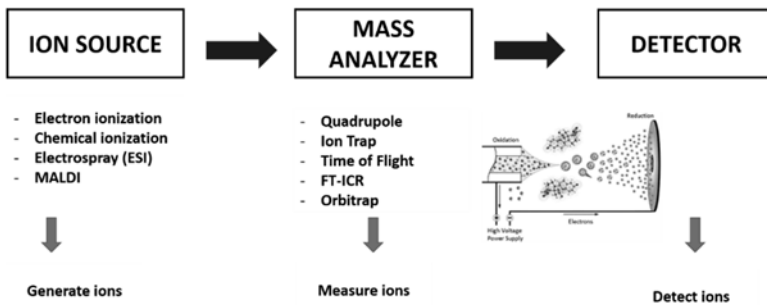 ION SOURCE
MASS
ANALYZER
DETECTOR
- Electron ionization
- Chemical ionization
- Electrospray (ESI)
- MALDI
- Quadrupole
- Ion Trap
- Time of Flight
- FT-ICR
- Orbitrap
Reduction
Oxidation
Electrons
High Voltage
Power Supply
Generate ions
Measure ions
Detect ions